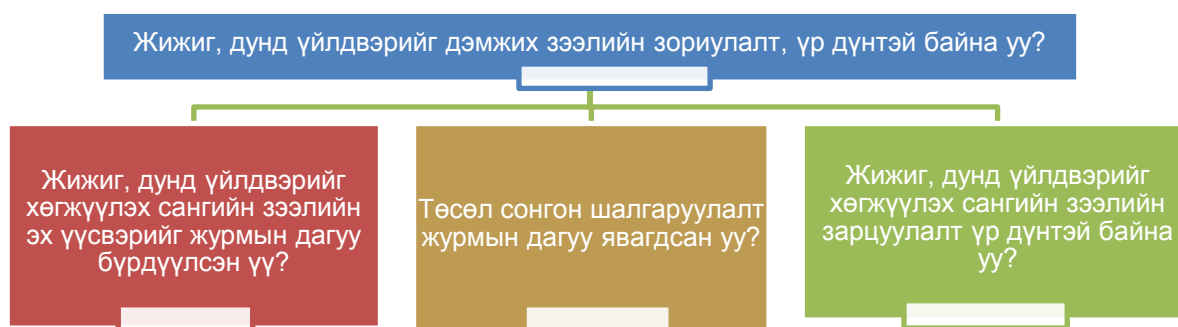 Жижиг, дунд үйлдвэрийг дэмжих зээлийн зориулалт, үр дүнтэй байна уу?
Жижиг, дунд үйлдвэрийг
хөгжүүлэх сангийн зээлийн
эх үүсвэрийг журмын дагуу
бүрдүүлсэн үү?
Төсөл сонгон шалгаруулалт
журмын дагуу явагдсан уу?
Жижиг, дунд үйлдвэрийг
хөгжүүлэх сангийн зээлийн
зарцуулалт үр дүнтэй байна
уу?